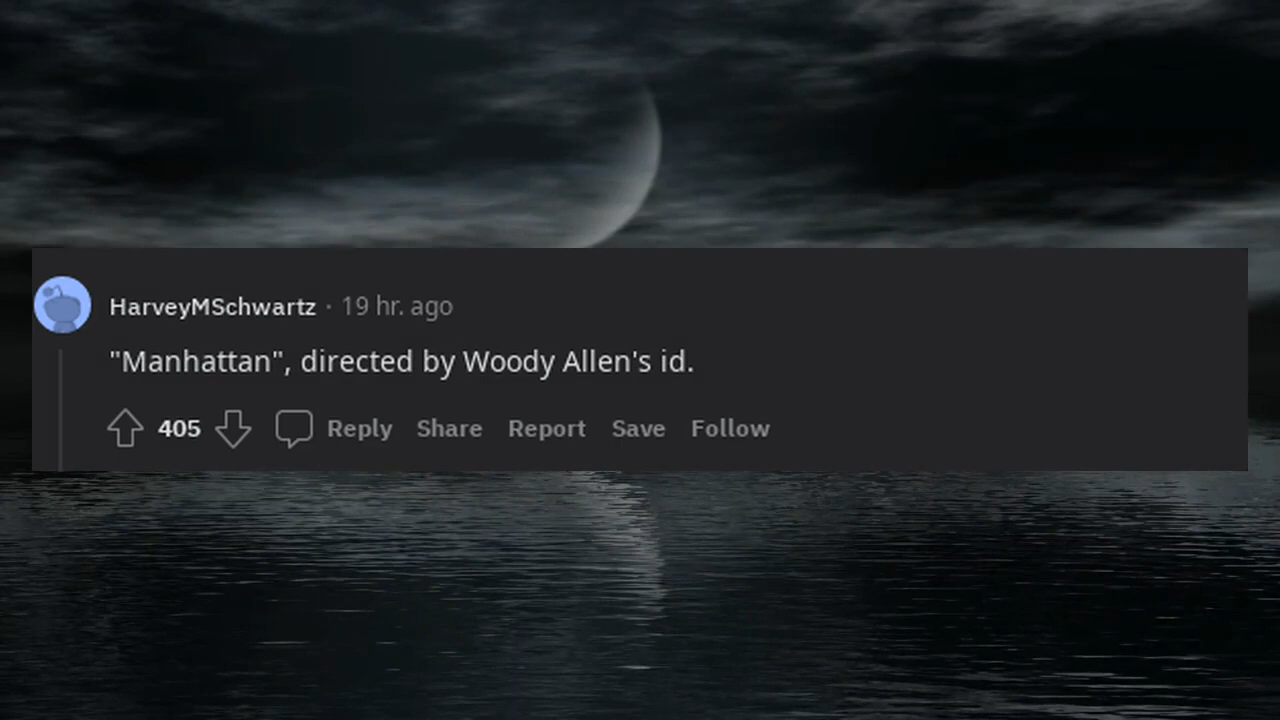 HarveyMSchwartz · 19 hr. ago
"Manhattan", directed by Woody Allen's id.
405 Reply Share Report Save Follow